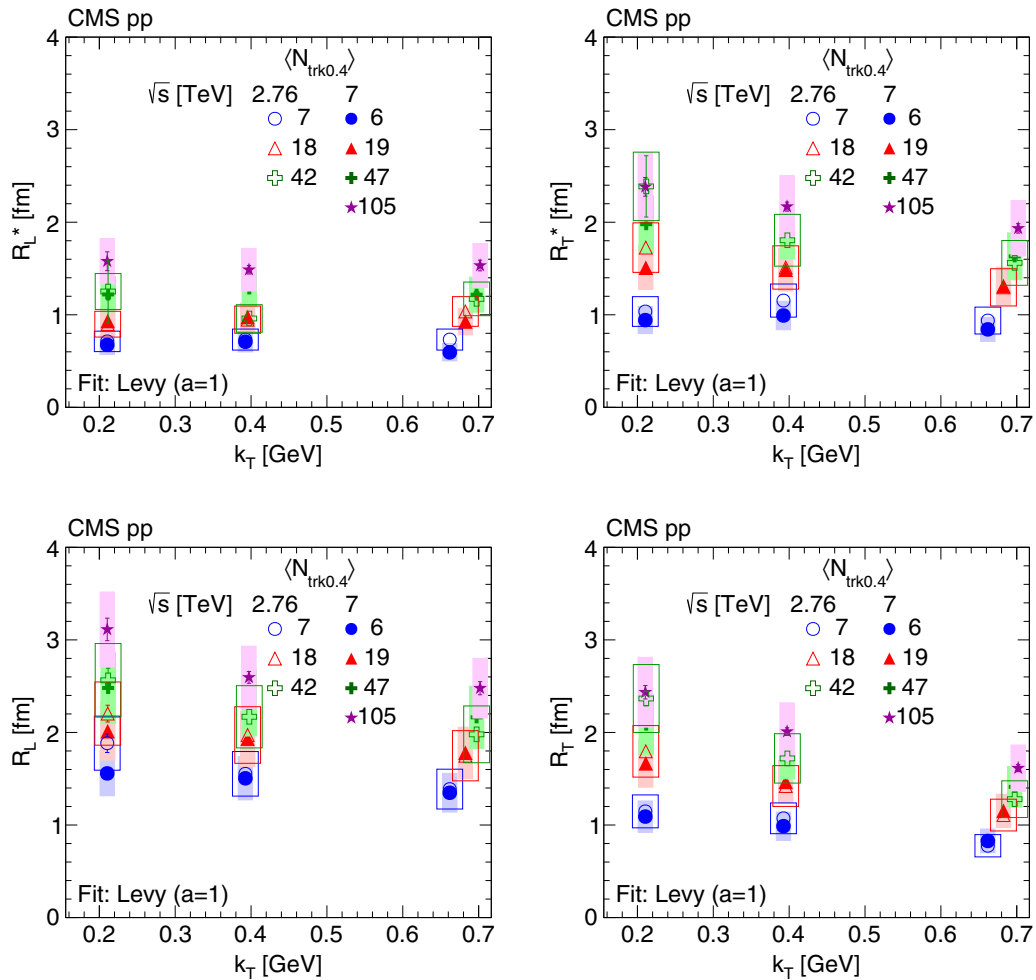 CMS pp
4
3
2
1
0
R_L* [fm]
⟨N_trk0.4⟩
√s [TeV] 2.76 7
7 6
18 19
42 47
105
Fit: Levy (a=1)
0.2 0.3 0.4 0.5 0.6 0.7
k_T [GeV]
CMS pp
4
3
2
1
0
R_T* [fm]
⟨N_trk0.4⟩
√s [TeV] 2.76 7
7 6
18 19
42 47
105
Fit: Levy (a=1)
0.2 0.3 0.4 0.5 0.6 0.7
k_T [GeV]
CMS pp
4
3
2
1
0
R_L [fm]
⟨N_trk0.4⟩
√s [TeV] 2.76 7
7 6
18 19
42 47
105
Fit: Levy (a=1)
0.2 0.3 0.4 0.5 0.6 0.7
k_T [GeV]
CMS pp
4
3
2
1
0
R_T [fm]
⟨N_trk0.4⟩
√s [TeV] 2.76 7
7 6
18 19
42 47
105
Fit: Levy (a=1)
0.2 0.3 0.4 0.5 0.6 0.7
k_T [GeV]